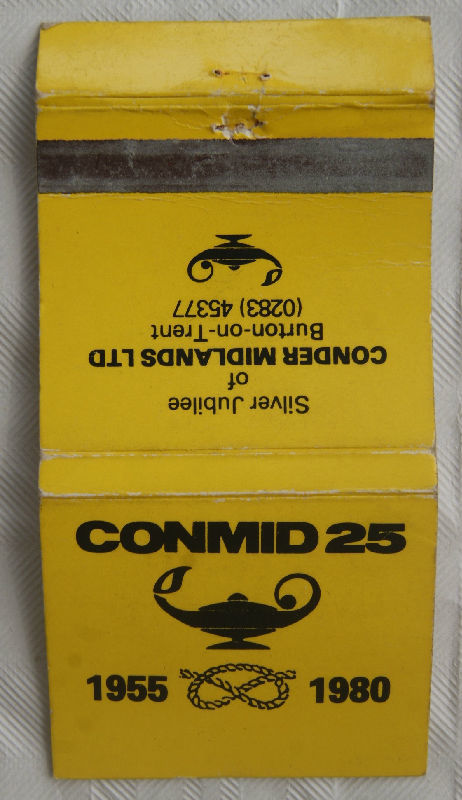 Silver Jubilee
of
CONDER MIDLANDS LTD
Burton-on-Trent
(0283) 45377
CONMID 25
1955 1980